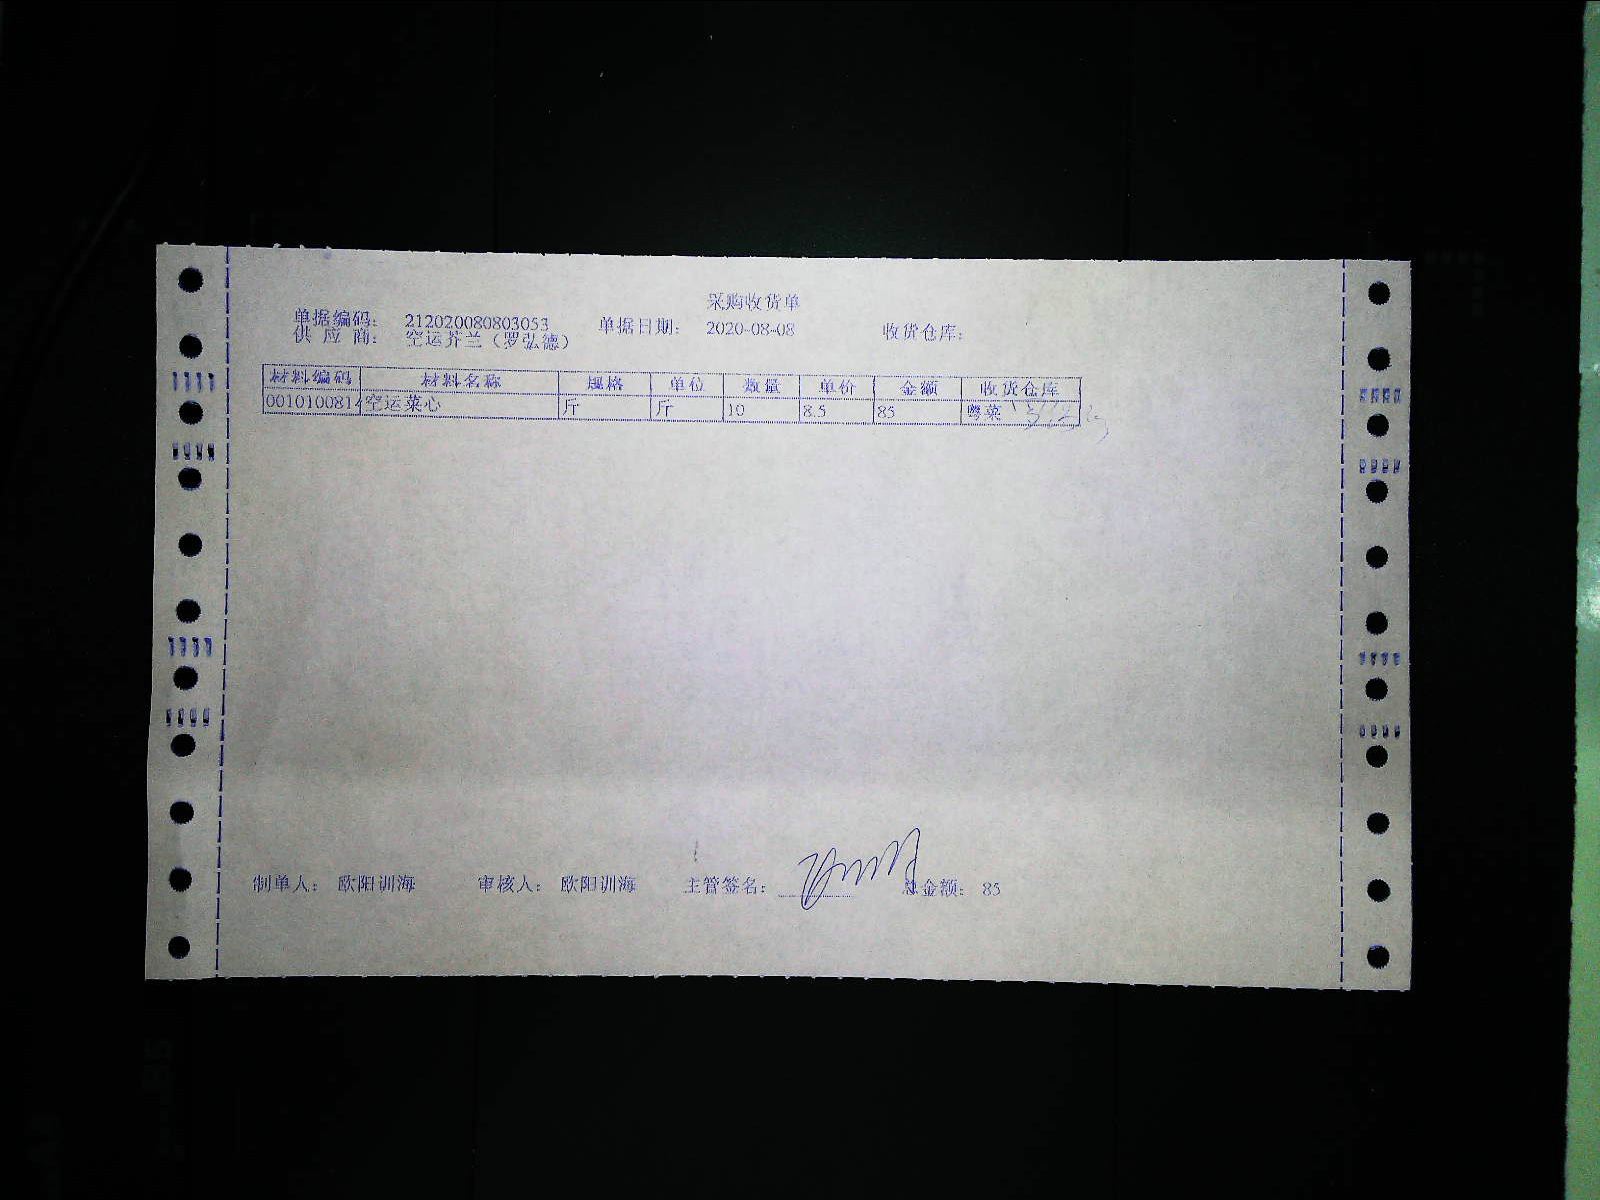 采购收货单
单据编码： 212020080803053 单据日期： 2020-08-08 收货仓库：
供 应 商： 空运芥兰（罗弘德）
材料编码 材料名称 规格 单位 数量 单价 金额 收货仓库
0010100814 空运菜心 斤 斤 10 8.5 85 粤菜
制单人： 欧阳训海 审核人： 欧阳训海 主管签名： 总金额： 85